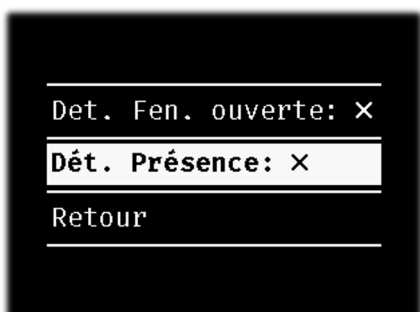 Det. Fen. ouverte: ✕
Dét. Présence: ✕
Retour